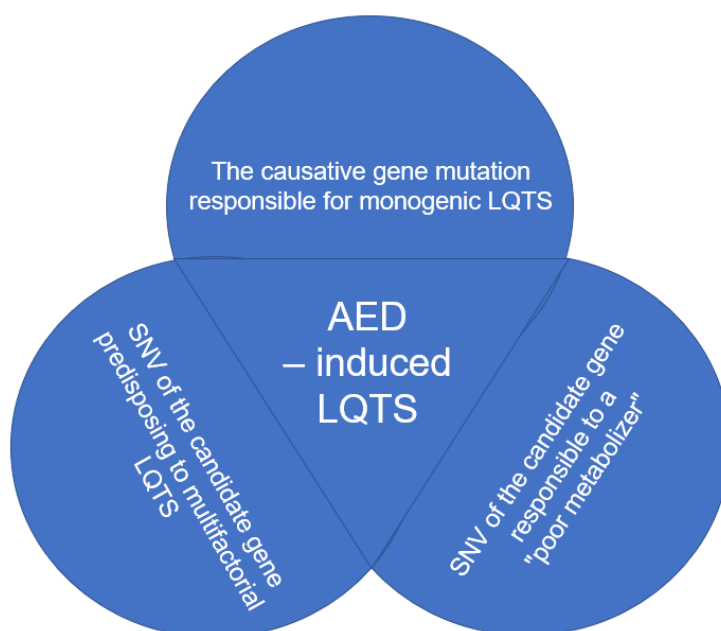 The causative gene mutation
responsible for monogenic LQTS
AED
– induced
LQTS
SNV of the candidate gene
predisposing to multifactorial
LQTS
SNV of the candidate gene
responsible to a
"poor metabolizer"